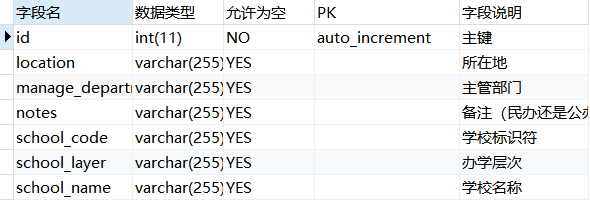 字段名 数据类型 允许为空 PK 字段说明
id int(11) NO auto_increment 主键
location varchar(255) YES 所在地
manage_depart varchar(255) YES 主管部门
notes varchar(255) YES 备注（民办还是公办
school_code varchar(255) YES 学校标识符
school_layer varchar(255) YES 办学层次
school_name varchar(255) YES 学校名称